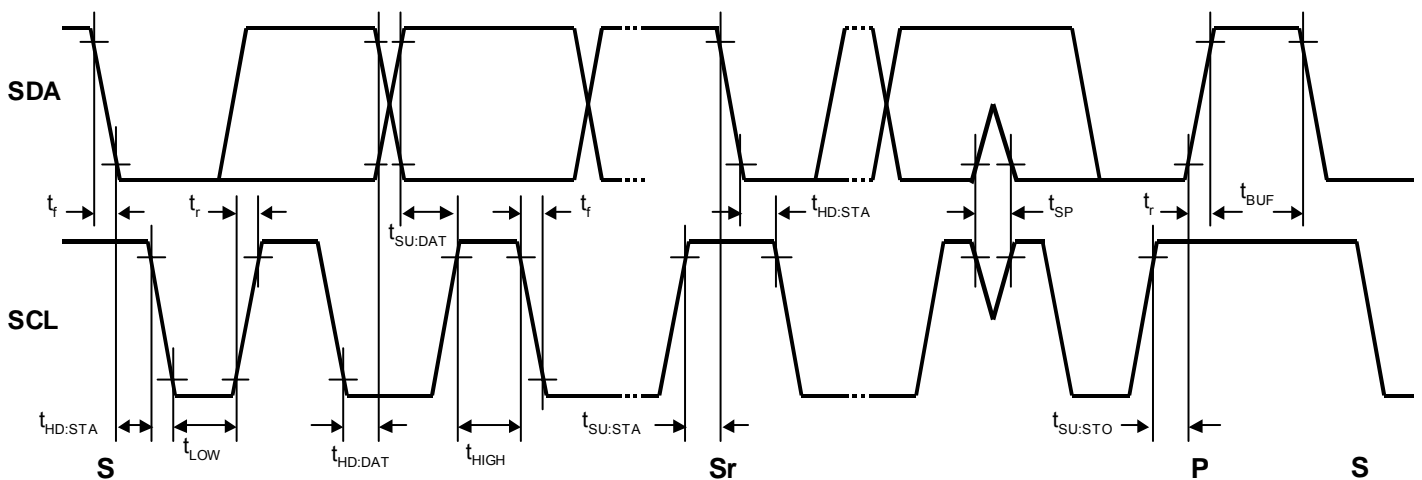 SDA
t_f
t_r
t_SU:DAT
t_f
t_HD:STA
t_SP
t_r
t_BUF
SCL
t_HD:STA
t_LOW
t_HD:DAT
t_HIGH
t_SU:STA
t_SU:STO
S
Sr
P
S